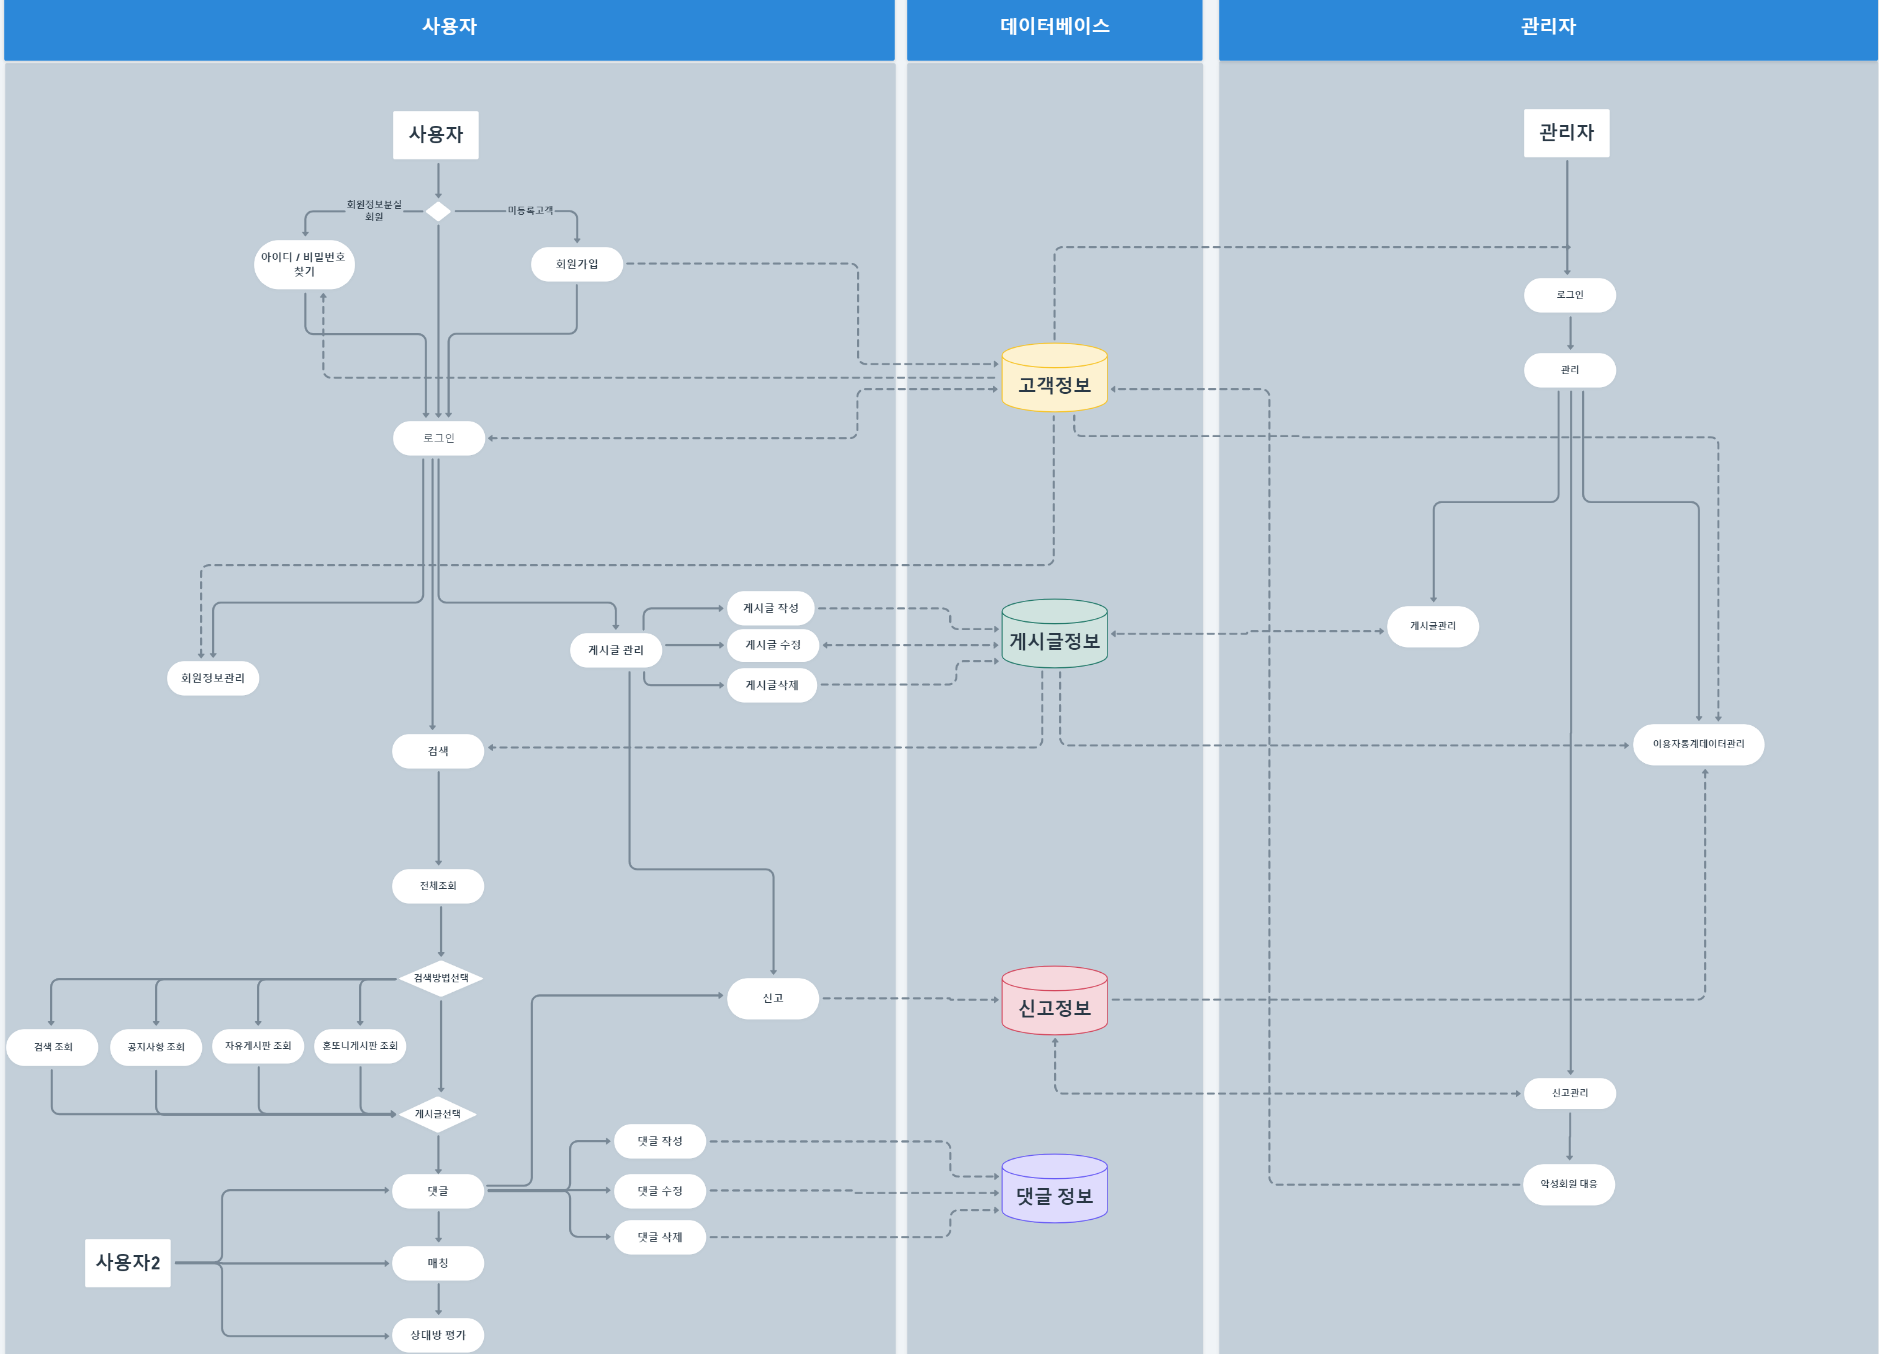 사용자
데이터베이스
관리자
사용자
관리자
회원정보분실
회원
미등록고객
아이디 / 비밀번호
찾기
회원가입
로그인
관리
고객정보
로그인
게시글 작성
게시글 관리
게시글 수정
게시글삭제
게시글정보
게시글관리
회원정보관리
검색
이용자통계데이터관리
전체조회
검색방법선택
신고
신고정보
검색 조회
공지사항 조회
자유게시판 조회
혼또니게시판 조회
신고관리
게시글선택
댓글 작성
댓글
댓글 수정
댓글 정보
악성회원 대응
댓글 삭제
사용자2
매칭
상대방 평가